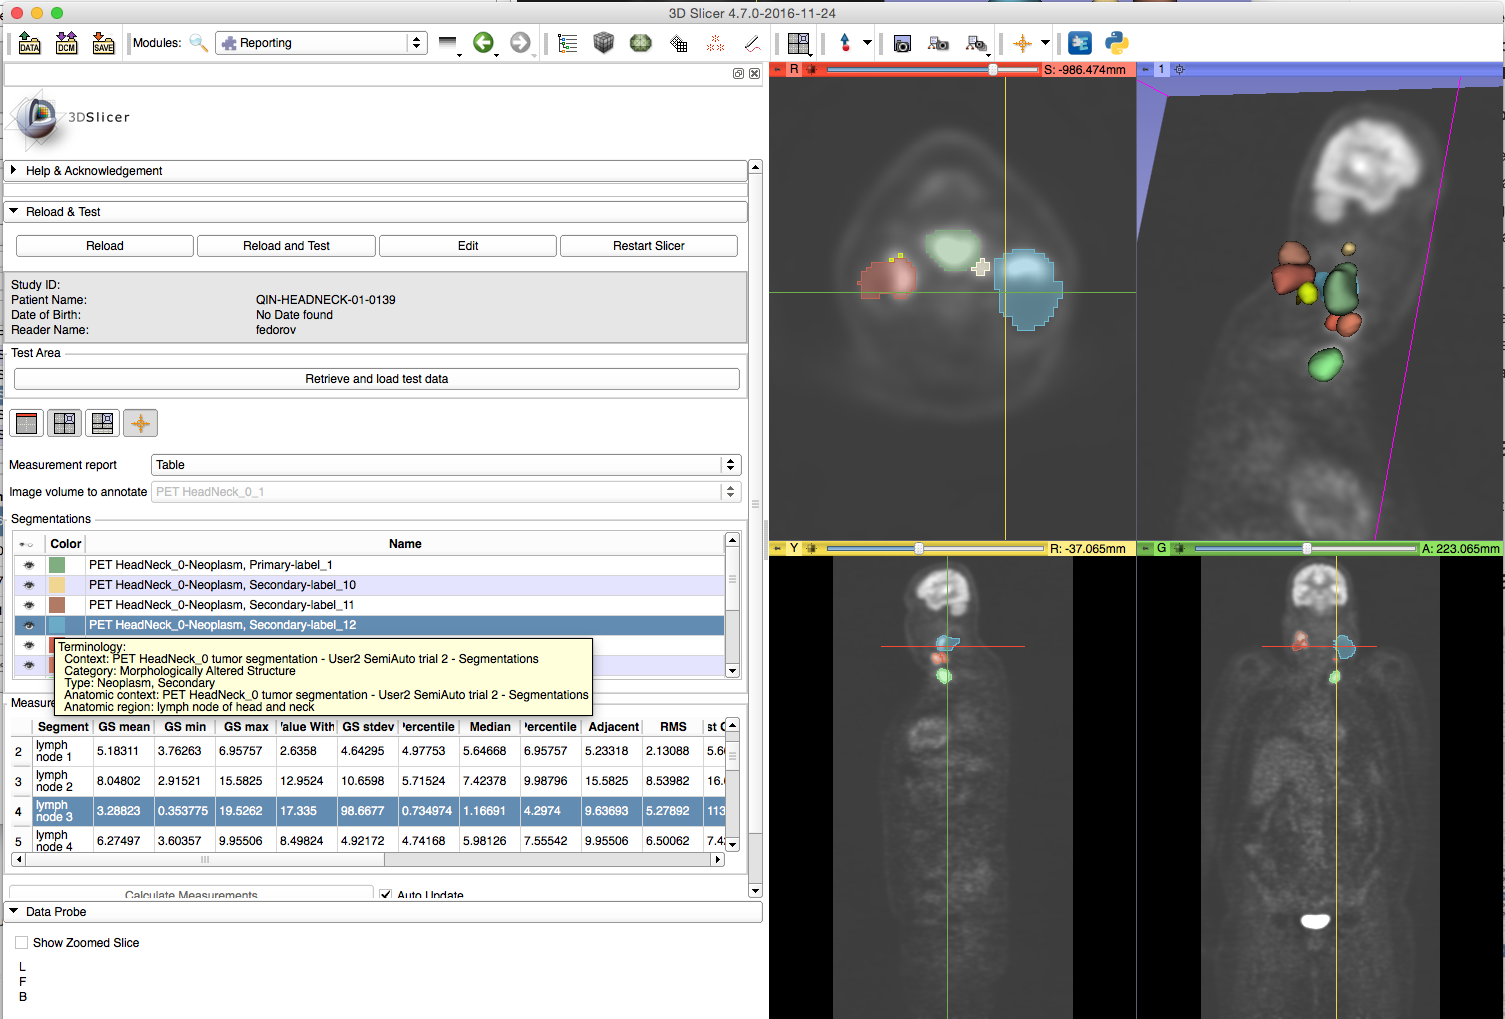 3D Slicer 4.7.0-2016-11-24
DATA DCM SAVE Modules: Reporting
R S: -986.474mm 1
3DSlicer
Help & Acknowledgement
Reload & Test
Reload Reload and Test Edit Restart Slicer
Study ID:
Patient Name: QIN-HEADNECK-01-0139
Date of Birth: No Date found
Reader Name: fedorov
Test Area
Retrieve and load test data
Measurement report Table
Image volume to annotate PET HeadNeck_0_1
Segmentations
Color Name
PET HeadNeck_0-Neoplasm, Primary-label_1
PET HeadNeck_0-Neoplasm, Secondary-label_10
PET HeadNeck_0-Neoplasm, Secondary-label_11
PET HeadNeck_0-Neoplasm, Secondary-label_12
Terminology:
Context: PET HeadNeck_0 tumor segmentation - User2 SemiAuto trial 2 - Segmentations
Category: Morphologically Altered Structure
Type: Neoplasm, Secondary
Anatomic context: PET HeadNeck_0 tumor segmentation - User2 SemiAuto trial 2 - Segmentations
Anatomic region: lymph node of head and neck
Measure
Segment GS mean GS min GS max Value With GS stdev Percentile Median Percentile Adjacent RMS st C
2 lymph node 1 5.18311 3.76263 6.95757 2.6358 4.64295 4.97753 5.64668 6.95757 5.23318 2.13088 5.6
3 lymph node 2 8.04802 2.91521 15.5825 12.9524 10.6598 5.71524 7.42378 9.98796 15.5825 8.53982 16.
4 lymph node 3 3.28823 0.353775 19.5262 17.335 98.6677 0.734974 1.16691 4.2974 9.63693 5.27892 113
5 lymph node 4 6.27497 3.60357 9.95506 8.49824 4.92172 4.74168 5.98126 7.55542 9.95506 6.50062 7.4
Calculate Measurements Auto Update
Data Probe
Show Zoomed Slice
L
F
B
Y R: -37.065mm G A: 223.065mm